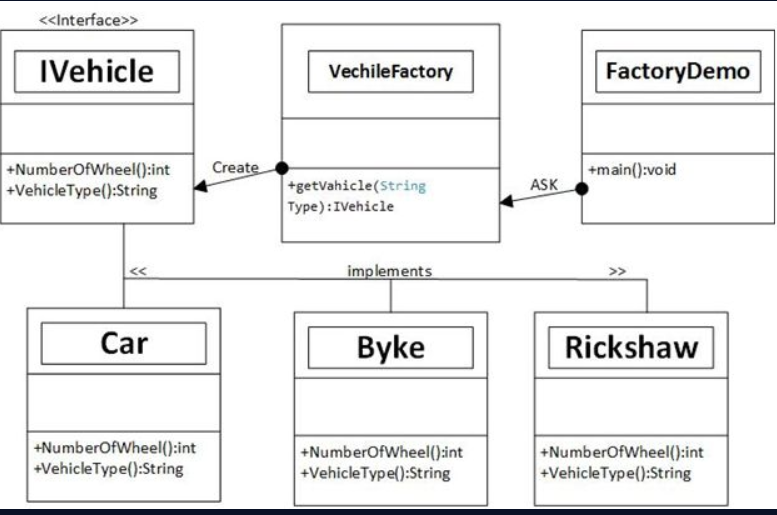 <<Interface>>
IVehicle
+NumberOfWheel():int
+VehicleType():String
Create
VechileFactory
+getVahicle(String
Type):IVehicle
ASK
FactoryDemo
+main():void
<< implements >>
Car
+NumberOfWheel():int
+VehicleType():String
Byke
+NumberOfWheel():int
+VehicleType():String
Rickshaw
+NumberOfWheel():int
+VehicleType():String